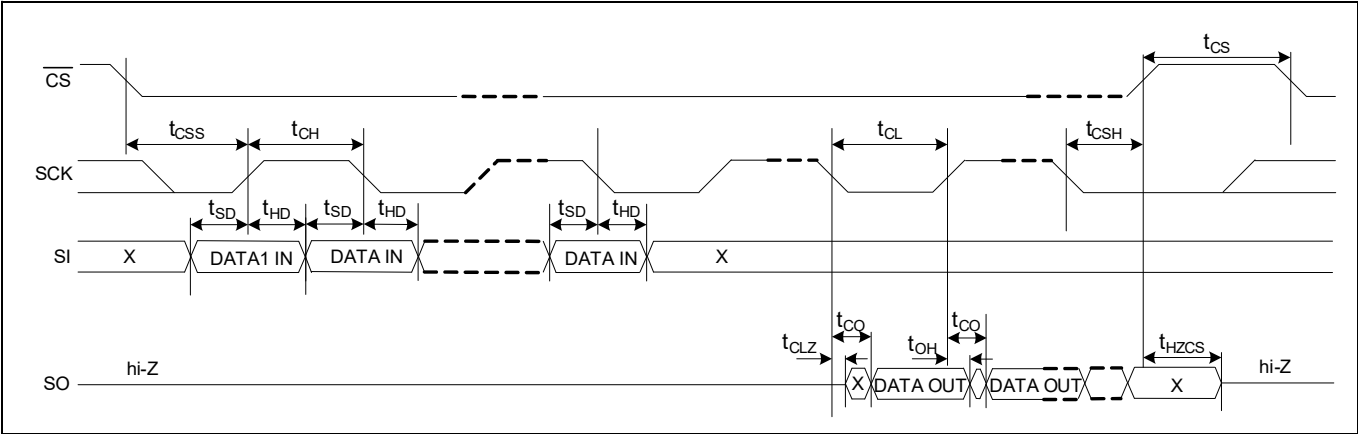 tCS
CS
tCSS
tCH
tCL
tCSH
SCK
tSD
tHD
tSD
tHD
tSD
tHD
SI
X
DATA1 IN
DATA IN
DATA IN
X
tCO
tCO
tCLZ
tOH
tHZCS
hi-Z
hi-Z
SO
X
DATA OUT
DATA OUT
X